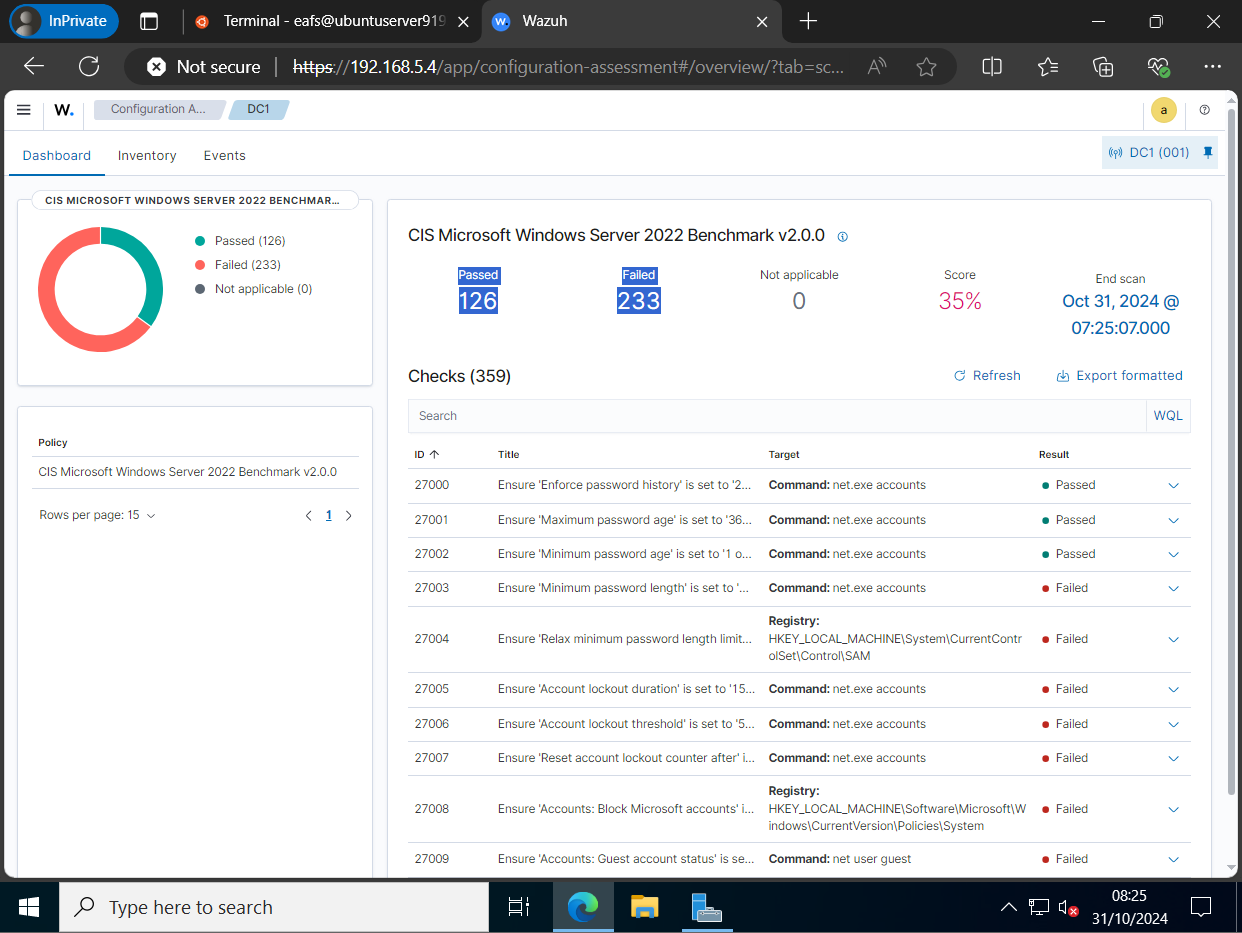 InPrivate
Terminal - eafs@ubuntuserver919
Wazuh
Not secure
https://192.168.5.4/app/configuration-assessment#/overview/?tab=sc...
W.
Configuration A...
DC1
a
Dashboard
Inventory
Events
DC1 (001)
CIS MICROSOFT WINDOWS SERVER 2022 BENCHMAR...
Passed (126)
Failed (233)
Not applicable (0)
Policy
CIS Microsoft Windows Server 2022 Benchmark v2.0.0
Rows per page: 15
1
CIS Microsoft Windows Server 2022 Benchmark v2.0.0
Passed
126
Failed
233
Not applicable
0
Score
35%
End scan
Oct 31, 2024 @
07:25:07.000
Checks (359)
Refresh
Export formatted
Search
WQL
ID Title Target Result
27000 Ensure 'Enforce password history' is set to '2... Command: net.exe accounts Passed
27001 Ensure 'Maximum password age' is set to '36... Command: net.exe accounts Passed
27002 Ensure 'Minimum password age' is set to '1 o... Command: net.exe accounts Passed
27003 Ensure 'Minimum password length' is set to '... Command: net.exe accounts Failed
27004 Ensure 'Relax minimum password length limit... Registry:
HKEY_LOCAL_MACHINE\System\CurrentContr
olSet\Control\SAM
Failed
27005 Ensure 'Account lockout duration' is set to '15... Command: net.exe accounts Failed
27006 Ensure 'Account lockout threshold' is set to '5... Command: net.exe accounts Failed
27007 Ensure 'Reset account lockout counter after' i... Command: net.exe accounts Failed
27008 Ensure 'Accounts: Block Microsoft accounts' i... Registry:
HKEY_LOCAL_MACHINE\Software\Microsoft\W
indows\CurrentVersion\Policies\System
Failed
27009 Ensure 'Accounts: Guest account status' is se... Command: net user guest Failed
Type here to search
08:25
31/10/2024